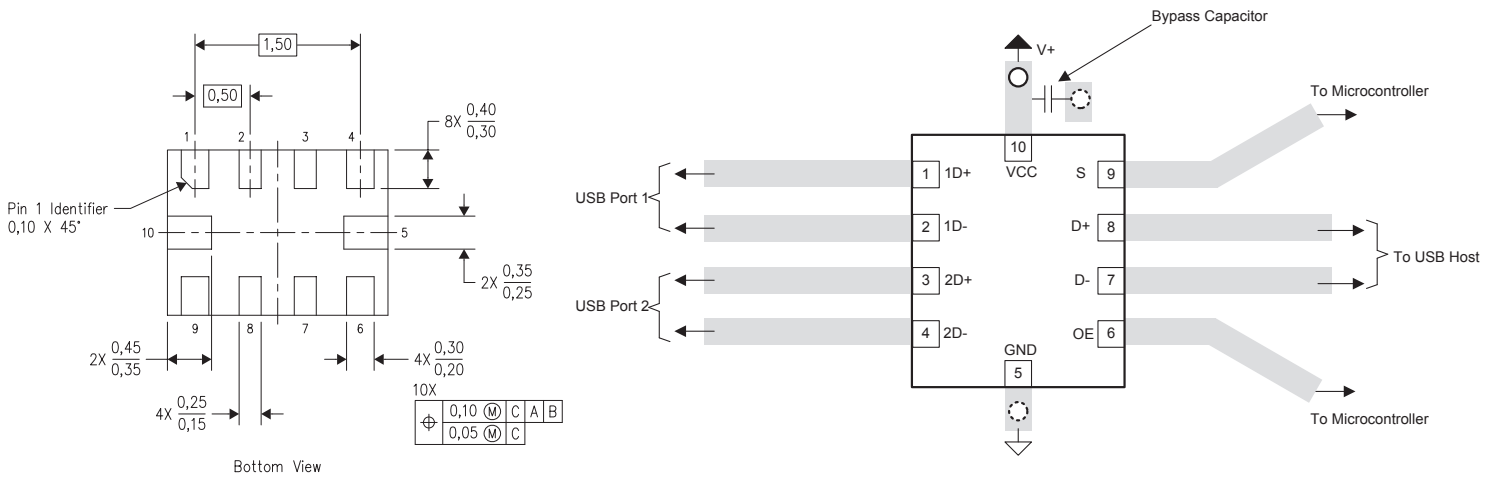 1,50
0,50
1
2
3
4
8X 0,40
0,30
Pin 1 Identifier
0,10 X 45°
10
5
2X 0,35
0,25
9
8
7
6
2X 0,45
0,35
4X 0,30
0,20
4X 0,25
0,15
10X
0,10 Ⓜ C A B
0,05 Ⓜ C
Bottom View
Bypass Capacitor
V+
To Microcontroller
10
VCC
1 1D+
S 9
USB Port 1
2 1D-
D+ 8
To USB Host
3 2D+
D- 7
USB Port 2
4 2D-
OE 6
GND
5
To Microcontroller